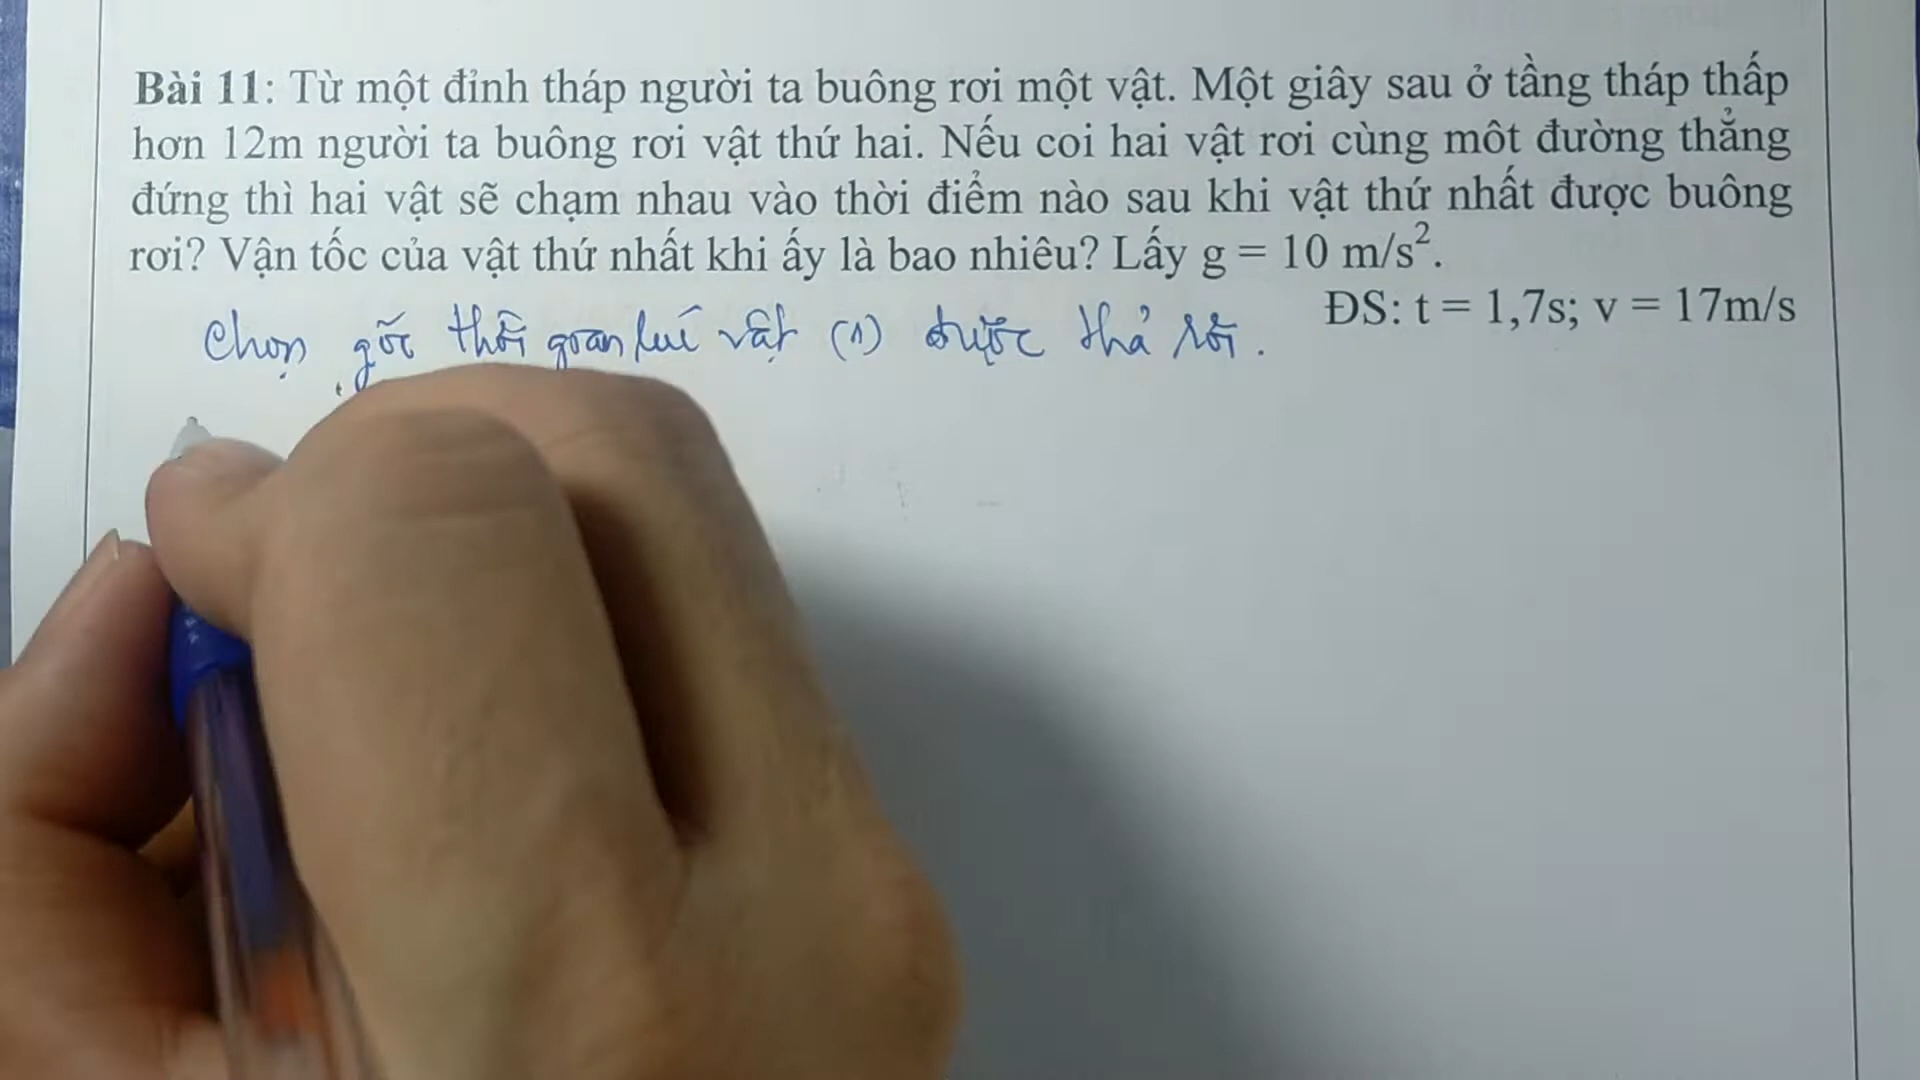 Bài 11: Từ một đỉnh tháp người ta buông rơi một vật. Một giây sau ở tầng tháp thấp
hơn 12m người ta buông rơi vật thứ hai. Nếu coi hai vật rơi cùng môt đường thẳng
đứng thì hai vật sẽ chạm nhau vào thời điểm nào sau khi vật thứ nhất được buông
rơi? Vận tốc của vật thứ nhất khi ấy là bao nhiêu? Lấy g = 10 m/s².
ĐS: t = 1,7s; v = 17m/s
Chọn gốc thời gian lúc vật (1) được thả rơi.